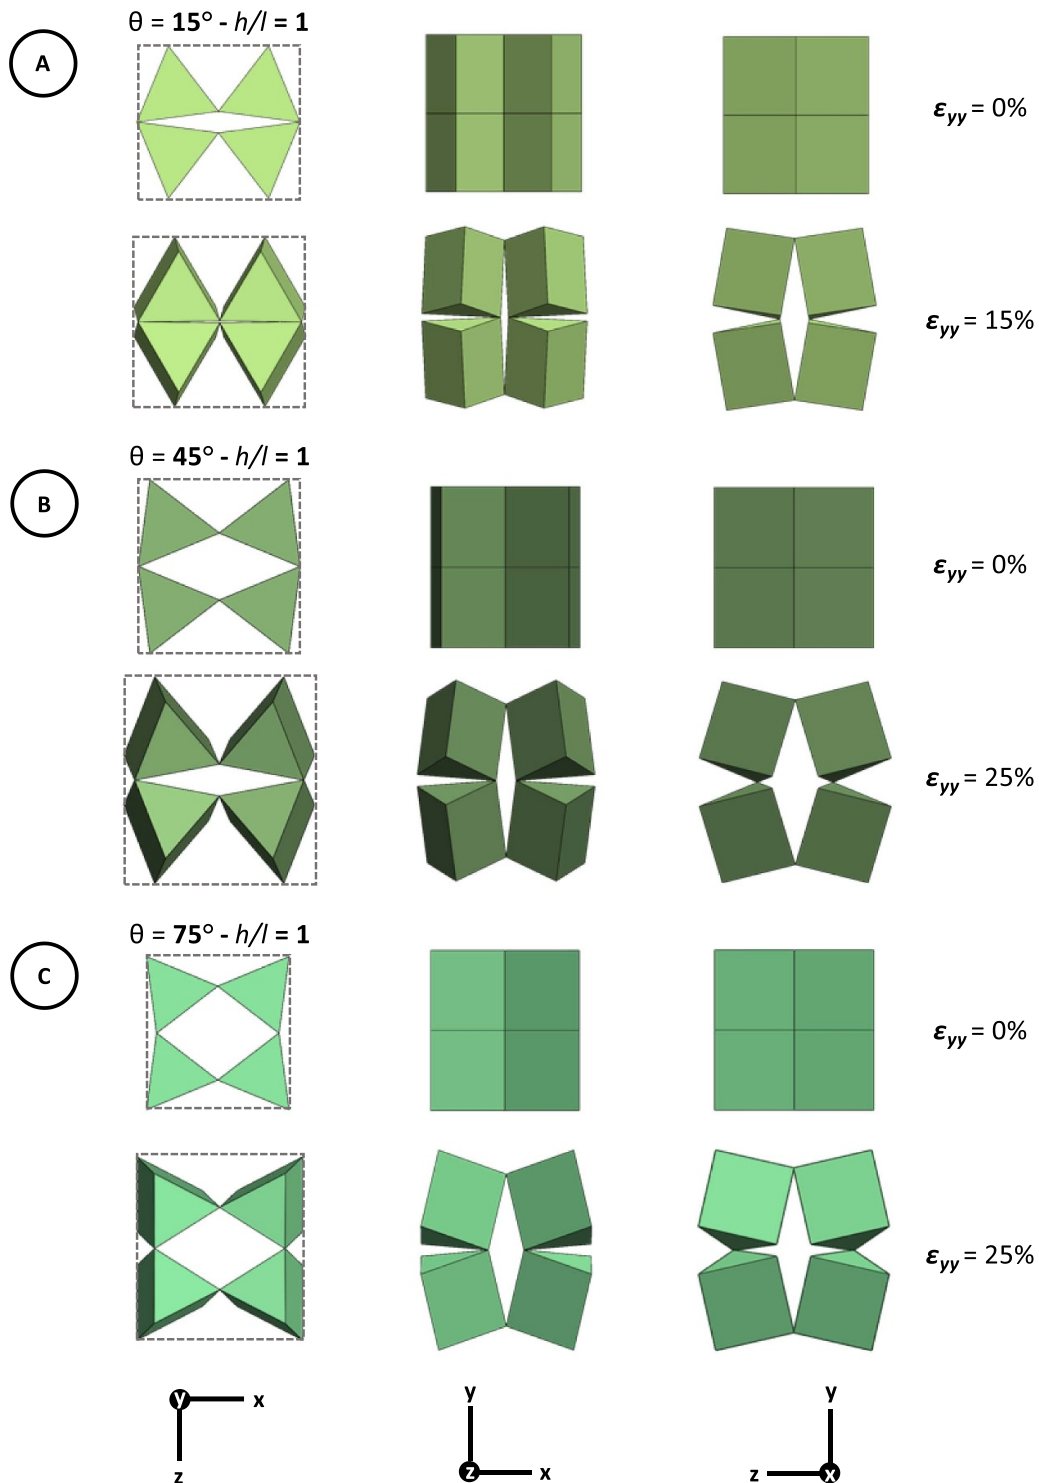 θ = 15° - h/l = 1
A
εyy = 0%
εyy = 15%
θ = 45° - h/l = 1
B
εyy = 0%
εyy = 25%
θ = 75° - h/l = 1
C
εyy = 0%
εyy = 25%
y x
z
y
z x
y
z x